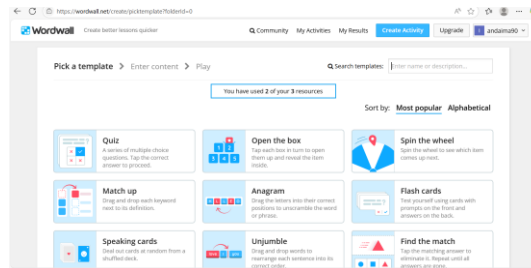 https://wordwall.net/create/picktemplate?folderId=0
Wordwall Create better lessons quicker Community My Activities My Results Create Activity Upgrade andaima90
Pick a template > Enter content > Play Search templates: Enter name or description...
You have used 2 of your 3 resources
Sort by: Most popular Alphabetical
Quiz
A series of multiple choice
questions. Tap the correct
answer to proceed.
Open the box
Tap each box in turn to open
them up and reveal the item
inside.
Spin the wheel
Spin the wheel to see which item
comes up next.
Match up
Drag and drop each keyword
next to its definition.
Anagram
Drag the letters into their correct
positions to unscramble the word
or phrase.
Flash cards
Test yourself using cards with
prompts on the front and
answers on the back.
Speaking cards
Deal out cards at random from a
shuffled deck.
Unjumble
Drag and drop words to
rearrange each sentence into its
correct order.
Find the match
Tap the matching answer to
eliminate it. Repeat until all
answers are gone.